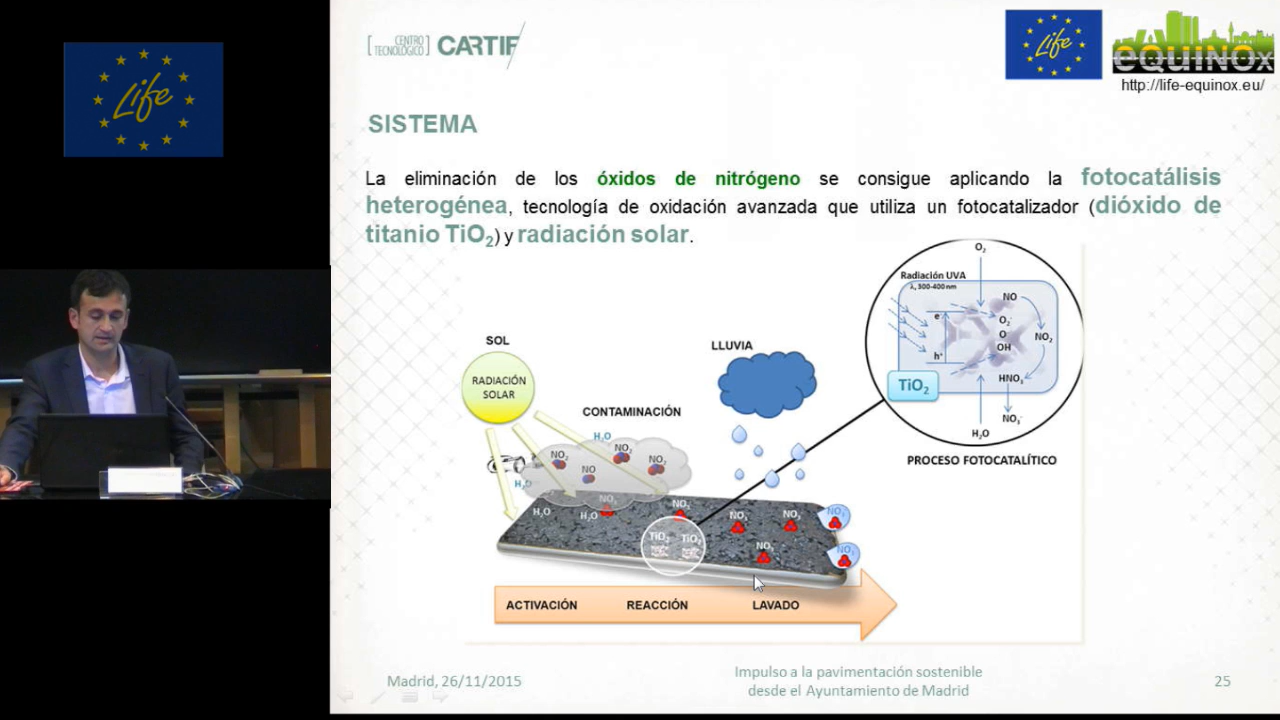 Life
[CENTRO TECNOLÓGICO] CARTIF
Life
eQUINOx
http://life-equinox.eu/
SISTEMA
La eliminación de los óxidos de nitrógeno se consigue aplicando la fotocatálisis
heterogénea, tecnología de oxidación avanzada que utiliza un fotocatalizador (dióxido de
titanio TiO₂) y radiación solar.
SOL
RADIACIÓN
SOLAR
CONTAMINACIÓN
H₂O
NO₂
NO₂
NO₂
NO
H₂O
LLUVIA
H₂O
H₂O
NO₃
NO₃
NO₃
NO₃
NO₃
NO₃
NO₃
TiO₂
TiO₂
O₂
Radiación UVA
λ, 300-400 nm
NO
e⁻
O₂⁻
O
OH
NO₂
h⁺
HNO₃
TiO₂
NO₃⁻
H₂O
PROCESO FOTOCATALÍTICO
ACTIVACIÓN
REACCIÓN
LAVADO
Madrid, 26/11/2015
Impulso a la pavimentación sostenible
desde el Ayuntamiento de Madrid
25